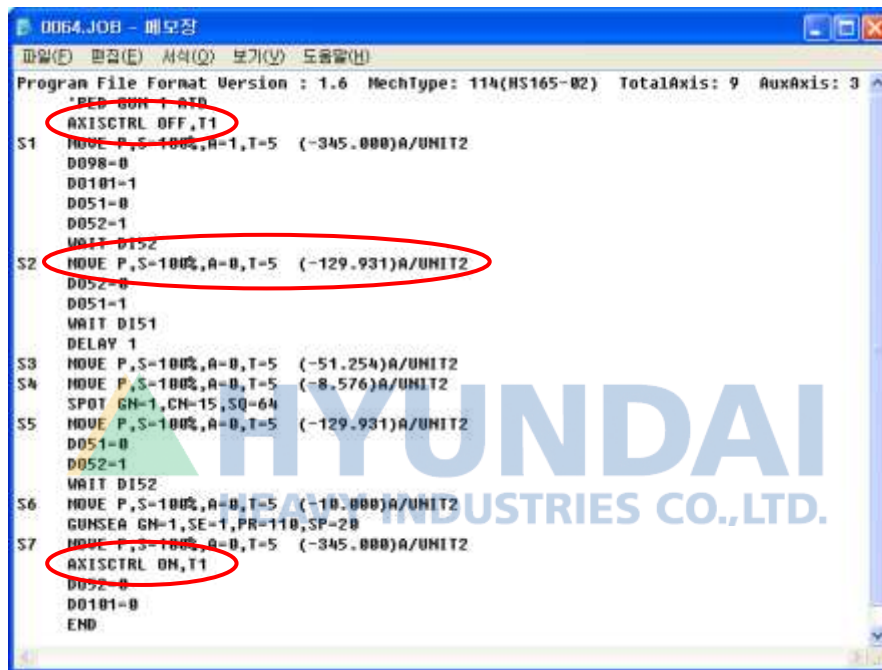 0064.JOB - 메모장
파일(F) 편집(E) 서식(O) 보기(V) 도움말(H)
Program File Format Version : 1.6 MechType: 114(HS165-02) TotalAxis: 9 AuxAxis: 3
'PED GUN 1 ATD
AXISCTRL OFF,T1
S1 MOVE P,S=100%,A=1,T=5 (-345.000)A/UNIT2
DO98=0
DO101=1
DO51=0
DO52=1
WAIT DI52
S2 MOVE P,S=100%,A=0,T=5 (-129.931)A/UNIT2
DO52=0
DO51=1
WAIT DI51
DELAY 1
S3 MOVE P,S=100%,A=0,T=5 (-51.254)A/UNIT2
S4 MOVE P,S=100%,A=0,T=5 (-8.576)A/UNIT2
SPOT GN=1,CN=15,SQ=64
S5 MOVE P,S=100%,A=0,T=5 (-129.931)A/UNIT2
DO51=0
DO52=1
WAIT DI52
S6 MOVE P,S=100%,A=0,T=5 (-10.000)A/UNIT2
GUNSEA GN=1,SE=1,PR=110,SP=20
S7 MOVE P,S=100%,A=0,T=5 (-345.000)A/UNIT2
AXISCTRL ON,T1
DO52=0
DO101=0
END
HYUNDAI
HEAVY INDUSTRIES CO.,LTD.